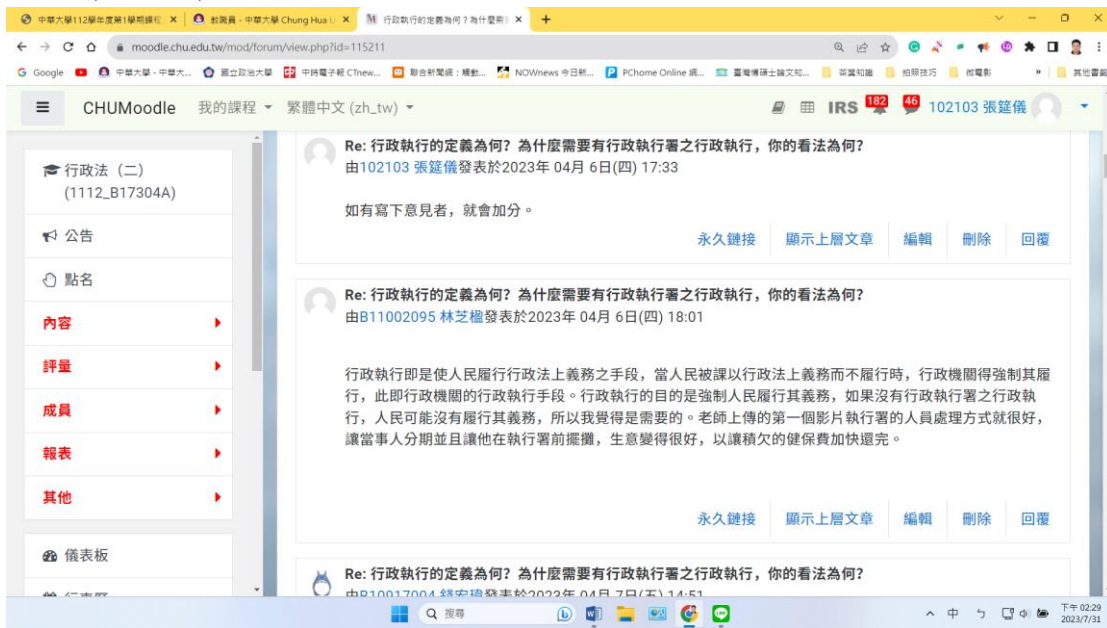 中華大學112學年度第1學期課程
教職員 - 中華大學 Chung Hua U
行政執行的定義為何？為什麼需
moodle.chu.edu.tw/mod/forum/view.php?id=115211
Google
中華大學 - 中華大...
國立政治大學
中時電子報 CTnew...
聯合新聞網：觸動...
NOWnews 今日新...
PChome Online 網...
臺灣博碩士論文知...
茶葉知識
拍照技巧
微電影
»
其他書籤
CHUMoodle 我的課程 繁體中文 (zh_tw)
IRS 182 46 102103 張筵儀
行政法（二）
(1112_B17304A)
公告
點名
內容
評量
成員
報表
其他
儀表板
Re: 行政執行的定義為何？為什麼需要有行政執行署之行政執行，你的看法為何?
由102103 張筵儀發表於2023年 04月 6日(四) 17:33
如有寫下意見者，就會加分。
永久鏈接 顯示上層文章 編輯 刪除 回覆
Re: 行政執行的定義為何？為什麼需要有行政執行署之行政執行，你的看法為何?
由B11002095 林芝楹發表於2023年 04月 6日(四) 18:01
行政執行即是使人民履行行政法上義務之手段，當人民被課以行政法上義務而不履行時，行政機關得強制其履
行，此即行政機關的行政執行手段。行政執行的目的是強制人民履行其義務，如果沒有行政執行署之行政執
行，人民可能沒有履行其義務，所以我覺得是需要的。老師上傳的第一個影片執行署的人員處理方式就很好，
讓當事人分期並且讓他在執行署前擺攤，生意變得很好，以讓積欠的健保費加快還完。
永久鏈接 顯示上層文章 編輯 刪除 回覆
Re: 行政執行的定義為何？為什麼需要有行政執行署之行政執行，你的看法為何?
搜尋
中
下午 02:29
2023/7/31